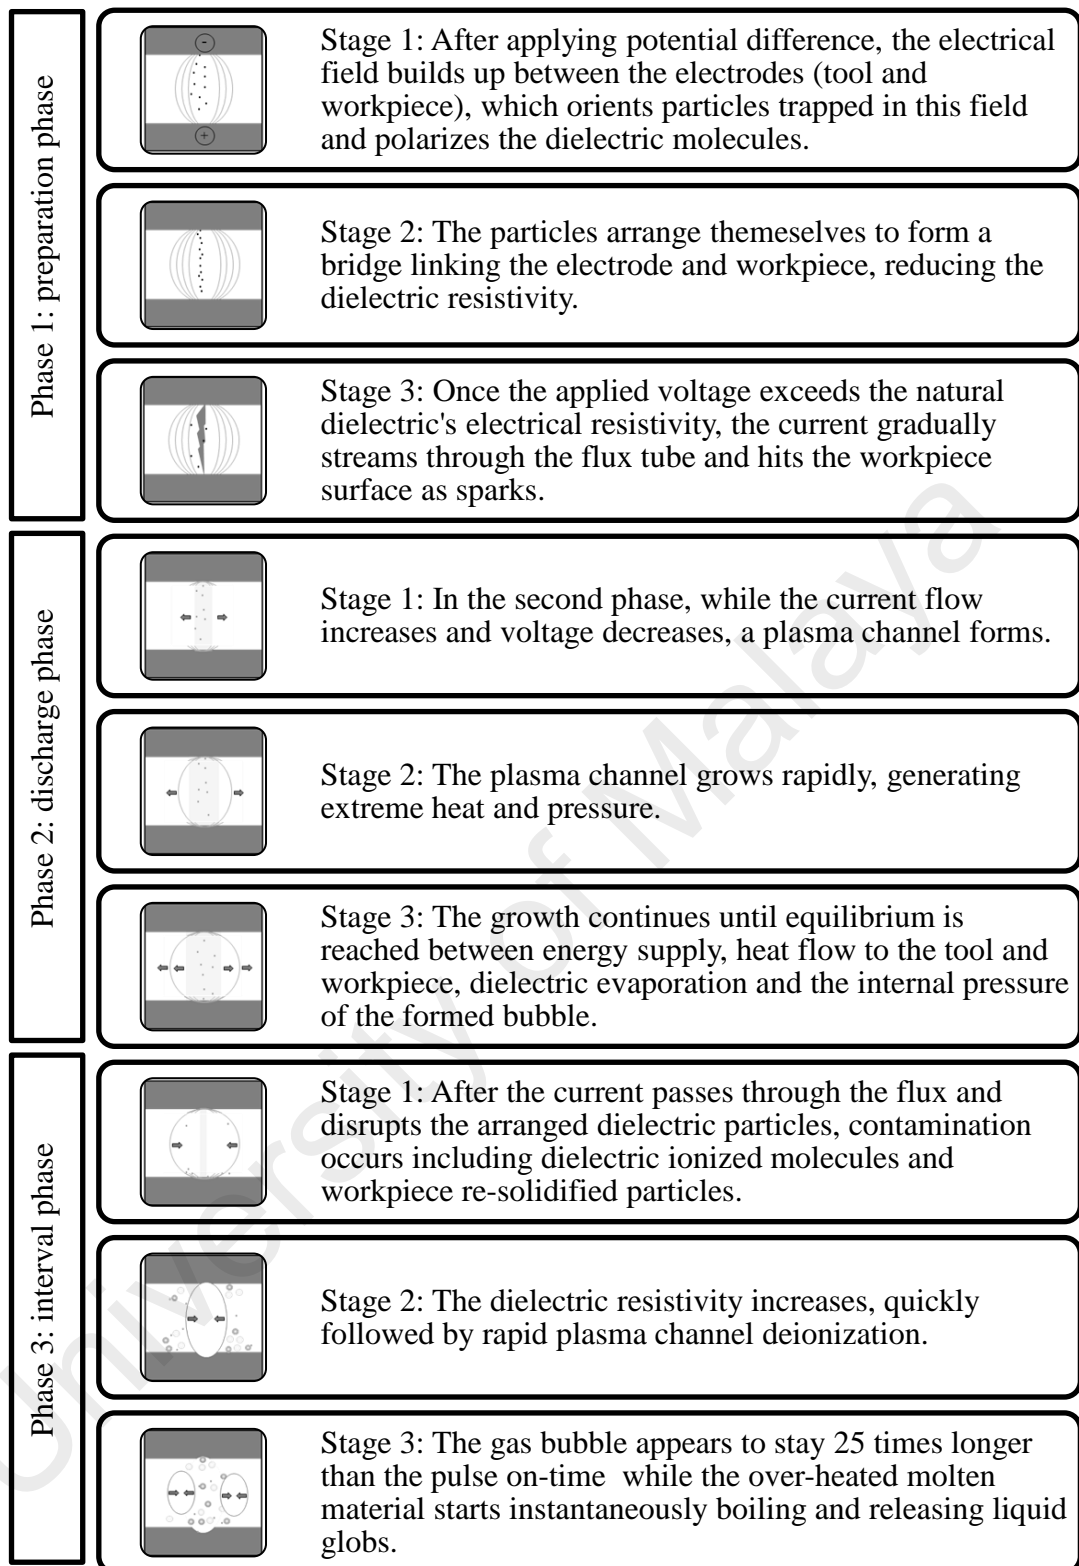 Phase 1: preparation phase
Stage 1: After applying potential difference, the electrical
field builds up between the electrodes (tool and
workpiece), which orients particles trapped in this field
and polarizes the dielectric molecules.
-
+
Stage 2: The particles arrange themeselves to form a
bridge linking the electrode and workpiece, reducing the
dielectric resistivity.
Stage 3: Once the applied voltage exceeds the natural
dielectric's electrical resistivity, the current gradually
streams through the flux tube and hits the workpiece
surface as sparks.
Phase 2: discharge phase
Stage 1: In the second phase, while the current flow
increases and voltage decreases, a plasma channel forms.
Stage 2: The plasma channel grows rapidly, generating
extreme heat and pressure.
Stage 3: The growth continues until equilibrium is
reached between energy supply, heat flow to the tool and
workpiece, dielectric evaporation and the internal pressure
of the formed bubble.
Phase 3: interval phase
Stage 1: After the current passes through the flux and
disrupts the arranged dielectric particles, contamination
occurs including dielectric ionized molecules and
workpiece re-solidified particles.
Stage 2: The dielectric resistivity increases, quickly
followed by rapid plasma channel deionization.
Stage 3: The gas bubble appears to stay 25 times longer
than the pulse on-time  while the over-heated molten
material starts instantaneously boiling and releasing liquid
globs.
University of Malaya